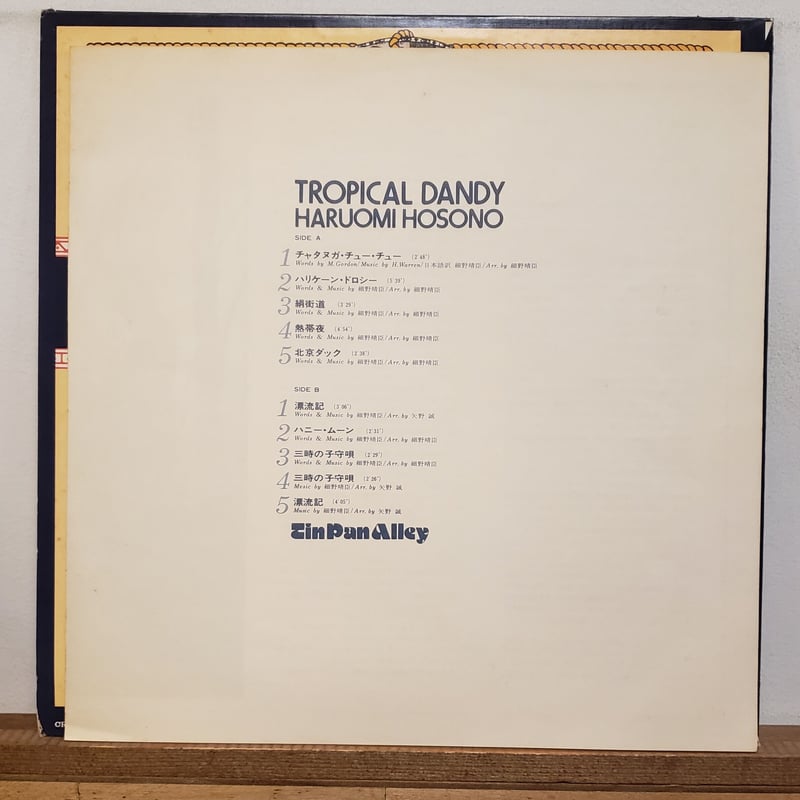 TROPICAL DANDY
HARUOMI HOSONO
SIDE A
1 チャタヌガ・チュー・チュー (2'48")
Words by M.Gordon/Music by H.Warren/日本語訳 細野晴臣/Arr. by 細野晴臣
2 ハリケーン・ドロシー (5'39")
Words & Music by 細野晴臣/Arr. by 細野晴臣
3 絹街道 (3'29")
Words & Music by 細野晴臣/Arr. by 細野晴臣
4 熱帯夜 (4'54")
Words & Music by 細野晴臣/Arr. by 細野晴臣
5 北京ダック (2'38")
Words & Music by 細野晴臣/Arr. by 細野晴臣
SIDE B
1 漂流記 (3'06")
Words & Music by 細野晴臣/Arr. by 矢野 誠
2 ハニー・ムーン (2'31")
Words & Music by 細野晴臣/Arr. by 細野晴臣
3 三時の子守唄 (2'29")
Words & Music by 細野晴臣/Arr. by 細野晴臣
4 三時の子守唄 (2'26")
Music by 細野晴臣/Arr. by 矢野 誠
5 漂流記 (4'05")
Music by 細野晴臣/Arr. by 矢野 誠
Tin Pan Alley